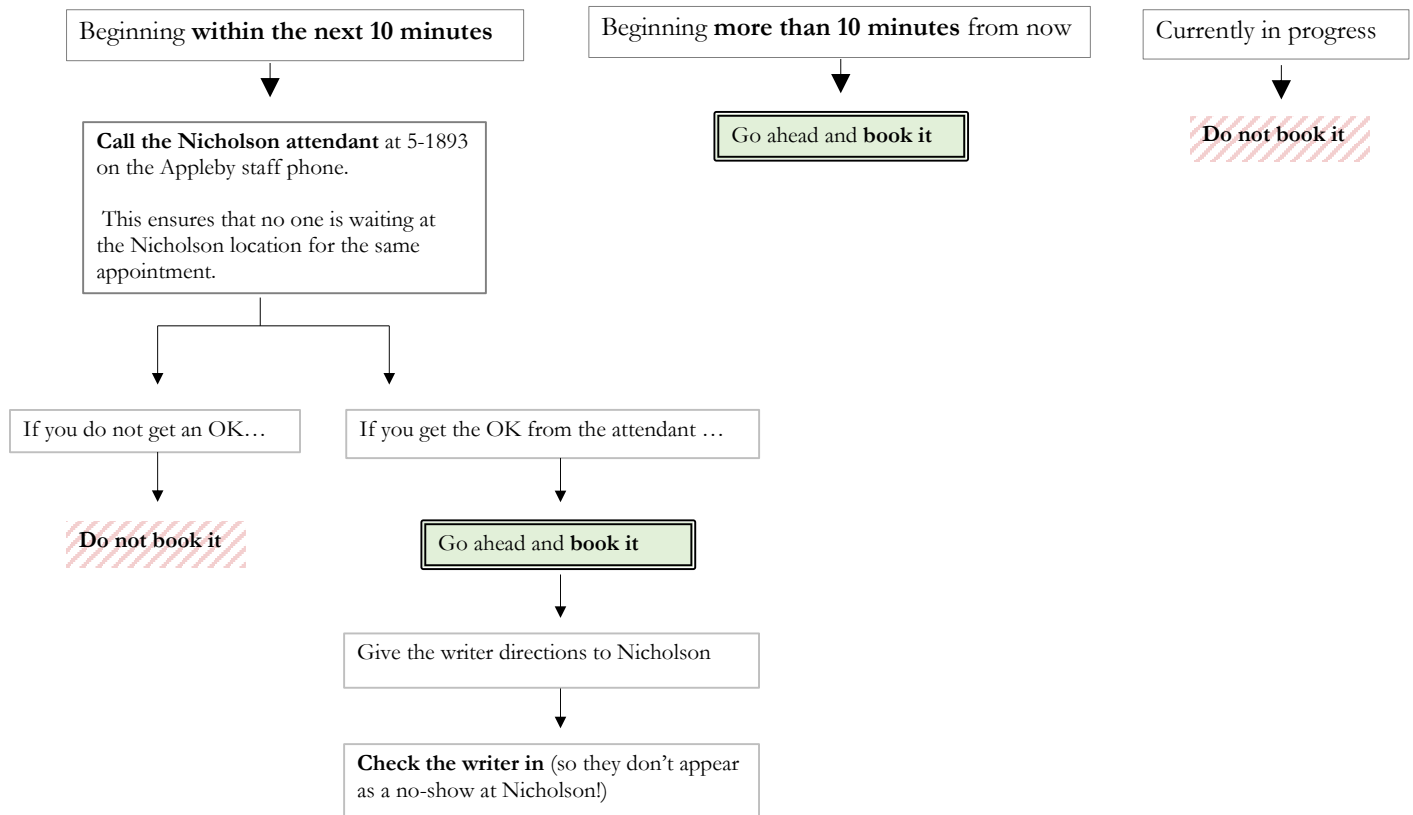 Beginning within the next 10 minutes
Beginning more than 10 minutes from now
Currently in progress
Call the Nicholson attendant at 5-1893
on the Appleby staff phone.
This ensures that no one is waiting at
the Nicholson location for the same
appointment.
Go ahead and book it
Do not book it
If you do not get an OK…
If you get the OK from the attendant …
Do not book it
Go ahead and book it
Give the writer directions to Nicholson
Check the writer in (so they don’t appear
as a no-show at Nicholson!)